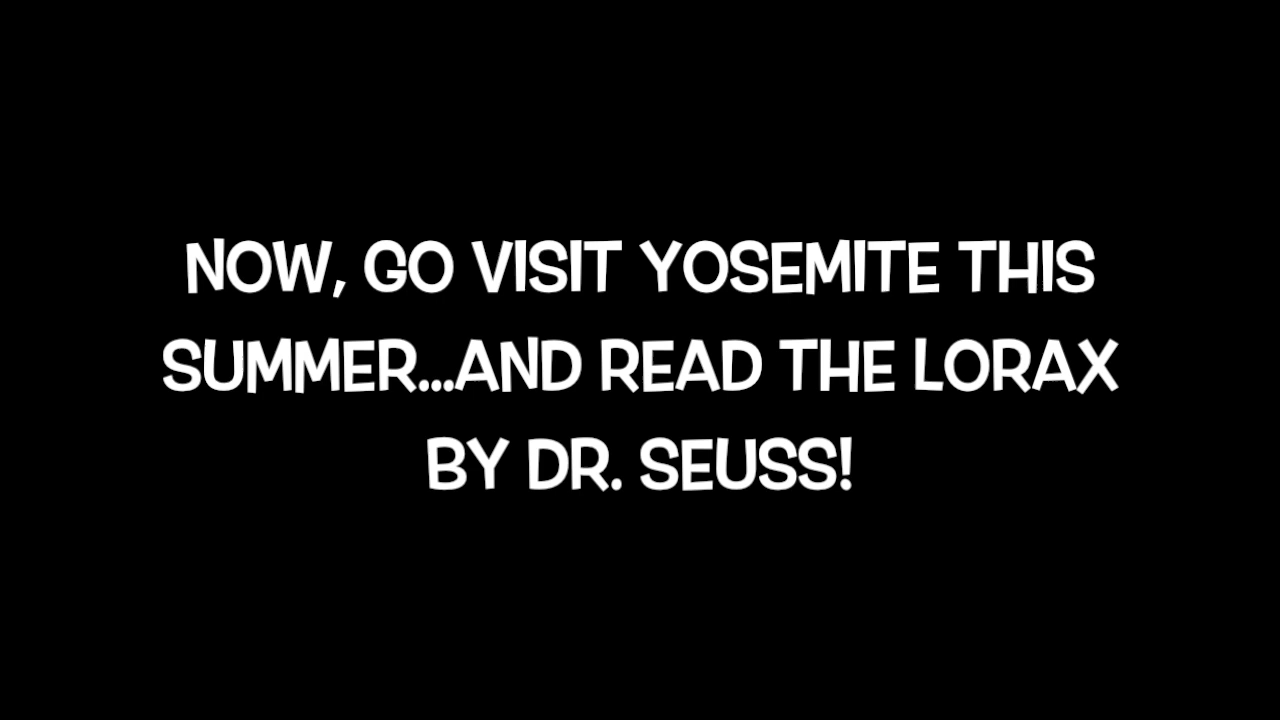 NOW, GO VISIT YOSEMITE THIS
SUMMER...AND READ THE LORAX
BY DR. SEUSS!